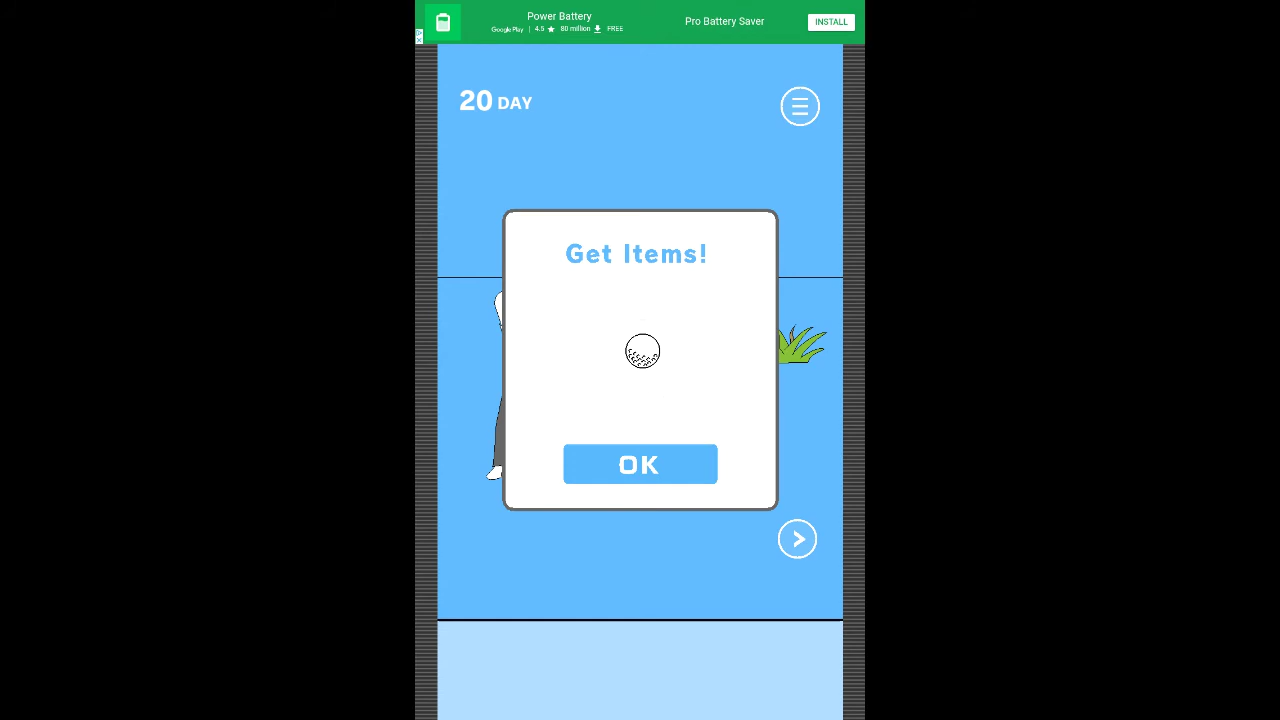 Power Battery
Google Play | 4.5 ★ 80 million FREE
Pro Battery Saver
INSTALL
20 DAY
Get Items!
OK